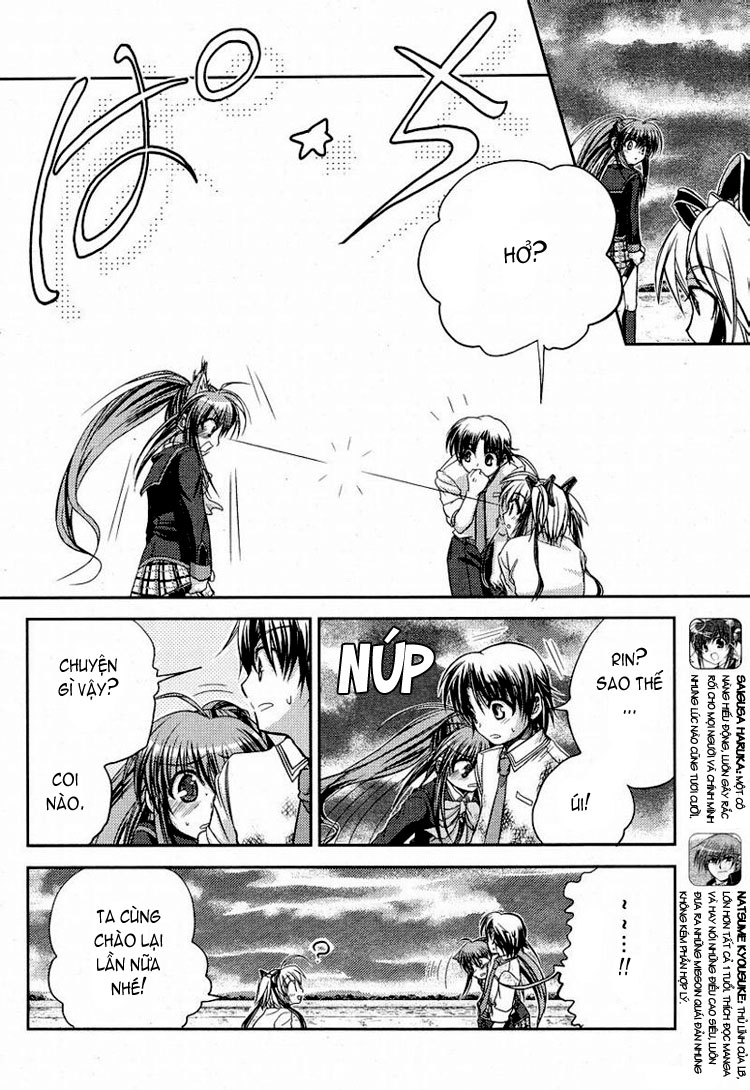 ぱち
HỞ?
RIN?
SAO THẾ
...
ÚI!
NÚP
CHUYỆN
GÌ VẬY?
COI
NÀO.
~
~
...
!!
?
TA CÙNG
CHÀO LẠI
LẦN NỮA
NHÉ!
SAIGUSA HARUKA: MỘT CÔ
NÀNG HIẾU ĐỘNG, LUÔN GÂY RẮC
RỐI CHO MỌI NGƯỜI VÀ CHÍNH MÌNH
NHƯNG LÚC NÀO CŨNG TƯƠI CƯỜI.
NATSUME KYOUSUKE: THỦ LĨNH CỦA LB,
LỚN HƠN TẤT CẢ 1 TUỔI. THÍCH ĐỌC MANGA
VÀ HAY NÓI NHỮNG ĐIỀU CAO SIÊU, LUÔN
ĐƯA RA NHỮNG MISSON QUÁI ĐẢN NHƯNG
KHÔNG KÉM PHẦN HỢP LÝ.